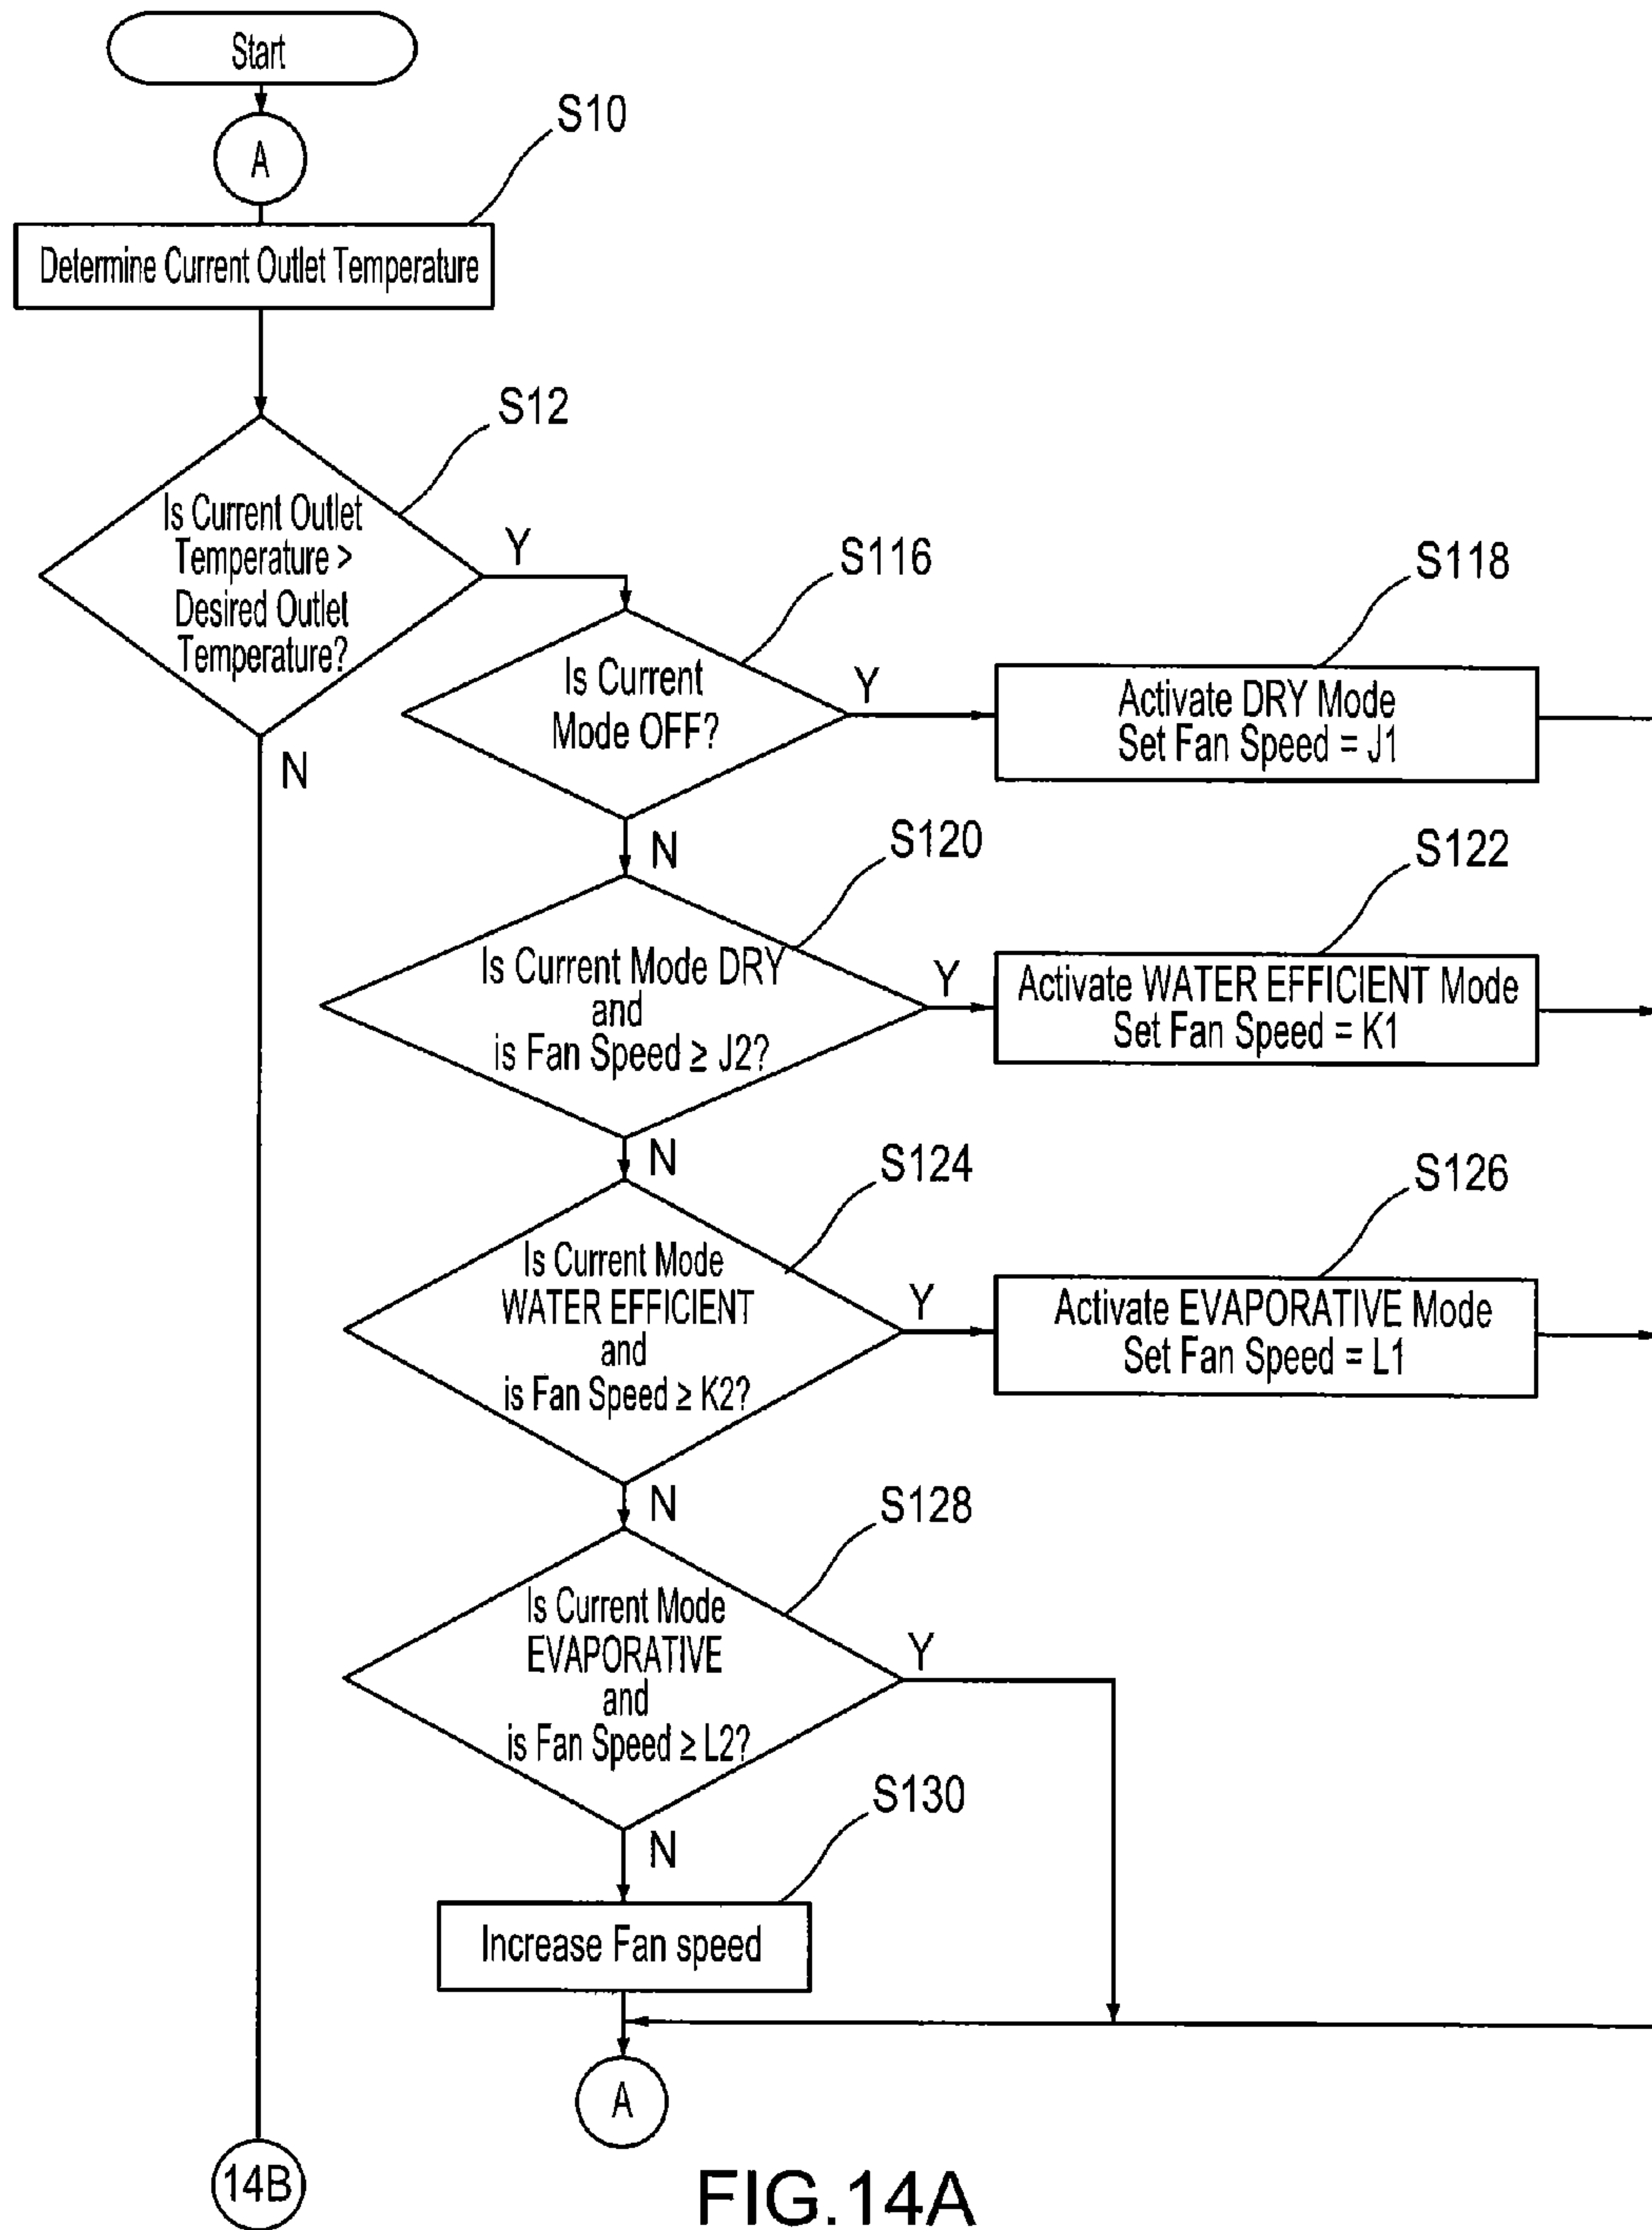 Start
A
S10
Determine Current Outlet Temperature
S12
Is Current Outlet
Temperature >
Desired Outlet
Temperature?
Y
N
S116
Is Current
Mode OFF?
Y
N
S118
Activate DRY Mode
Set Fan Speed = J1
S120
Is Current Mode DRY
and
is Fan Speed ≥ J2?
Y
N
S122
Activate WATER EFFICIENT Mode
Set Fan Speed = K1
S124
Is Current Mode
WATER EFFICIENT
and
is Fan Speed ≥ K2?
Y
N
S126
Activate EVAPORATIVE Mode
Set Fan Speed = L1
S128
Is Current Mode
EVAPORATIVE
and
is Fan Speed ≥ L2?
Y
N
S130
Increase Fan speed
A
14B
FIG.14A